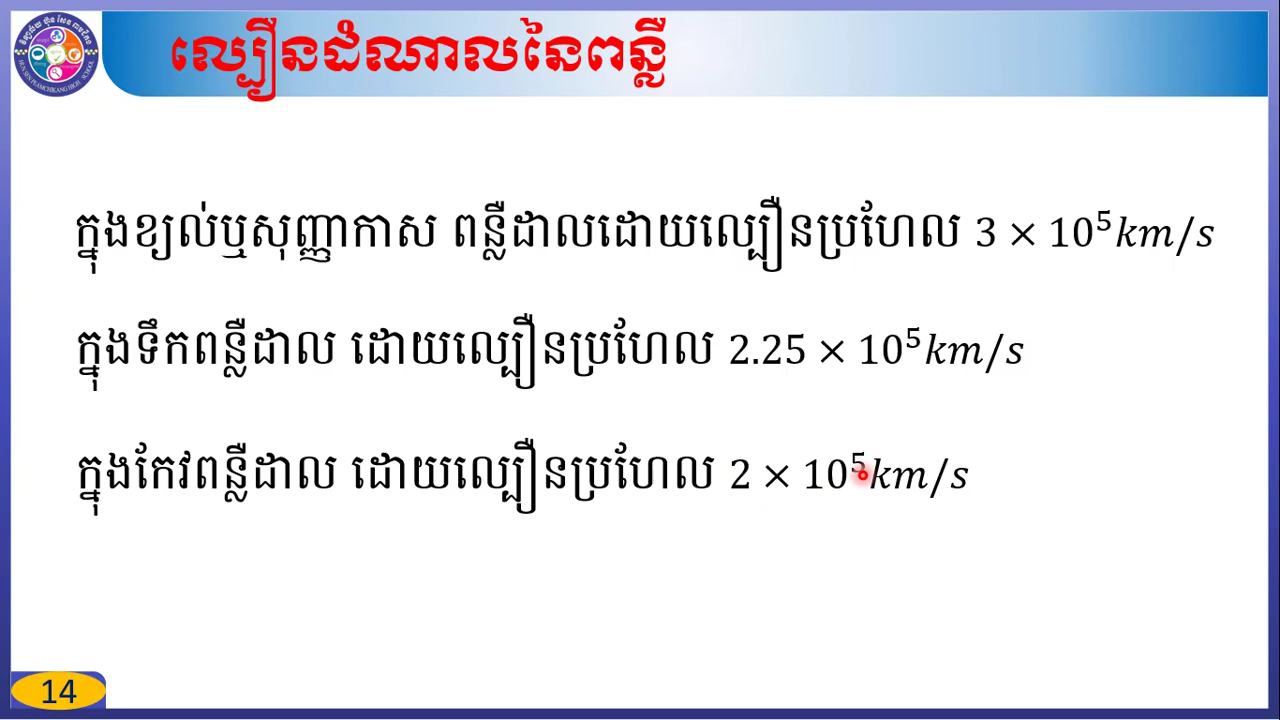 ល្បឿនដំណាលនៃពន្លឺ
ក្នុងខ្យល់ឬសុញ្ញាកាស ពន្លឺដាលដោយល្បឿនប្រហែល 3 × 10⁵km/s
ក្នុងទឹកពន្លឺដាល ដោយល្បឿនប្រហែល 2.25 × 10⁵km/s
ក្នុងកែវពន្លឺដាល ដោយល្បឿនប្រហែល 2 × 10⁵km/s
14